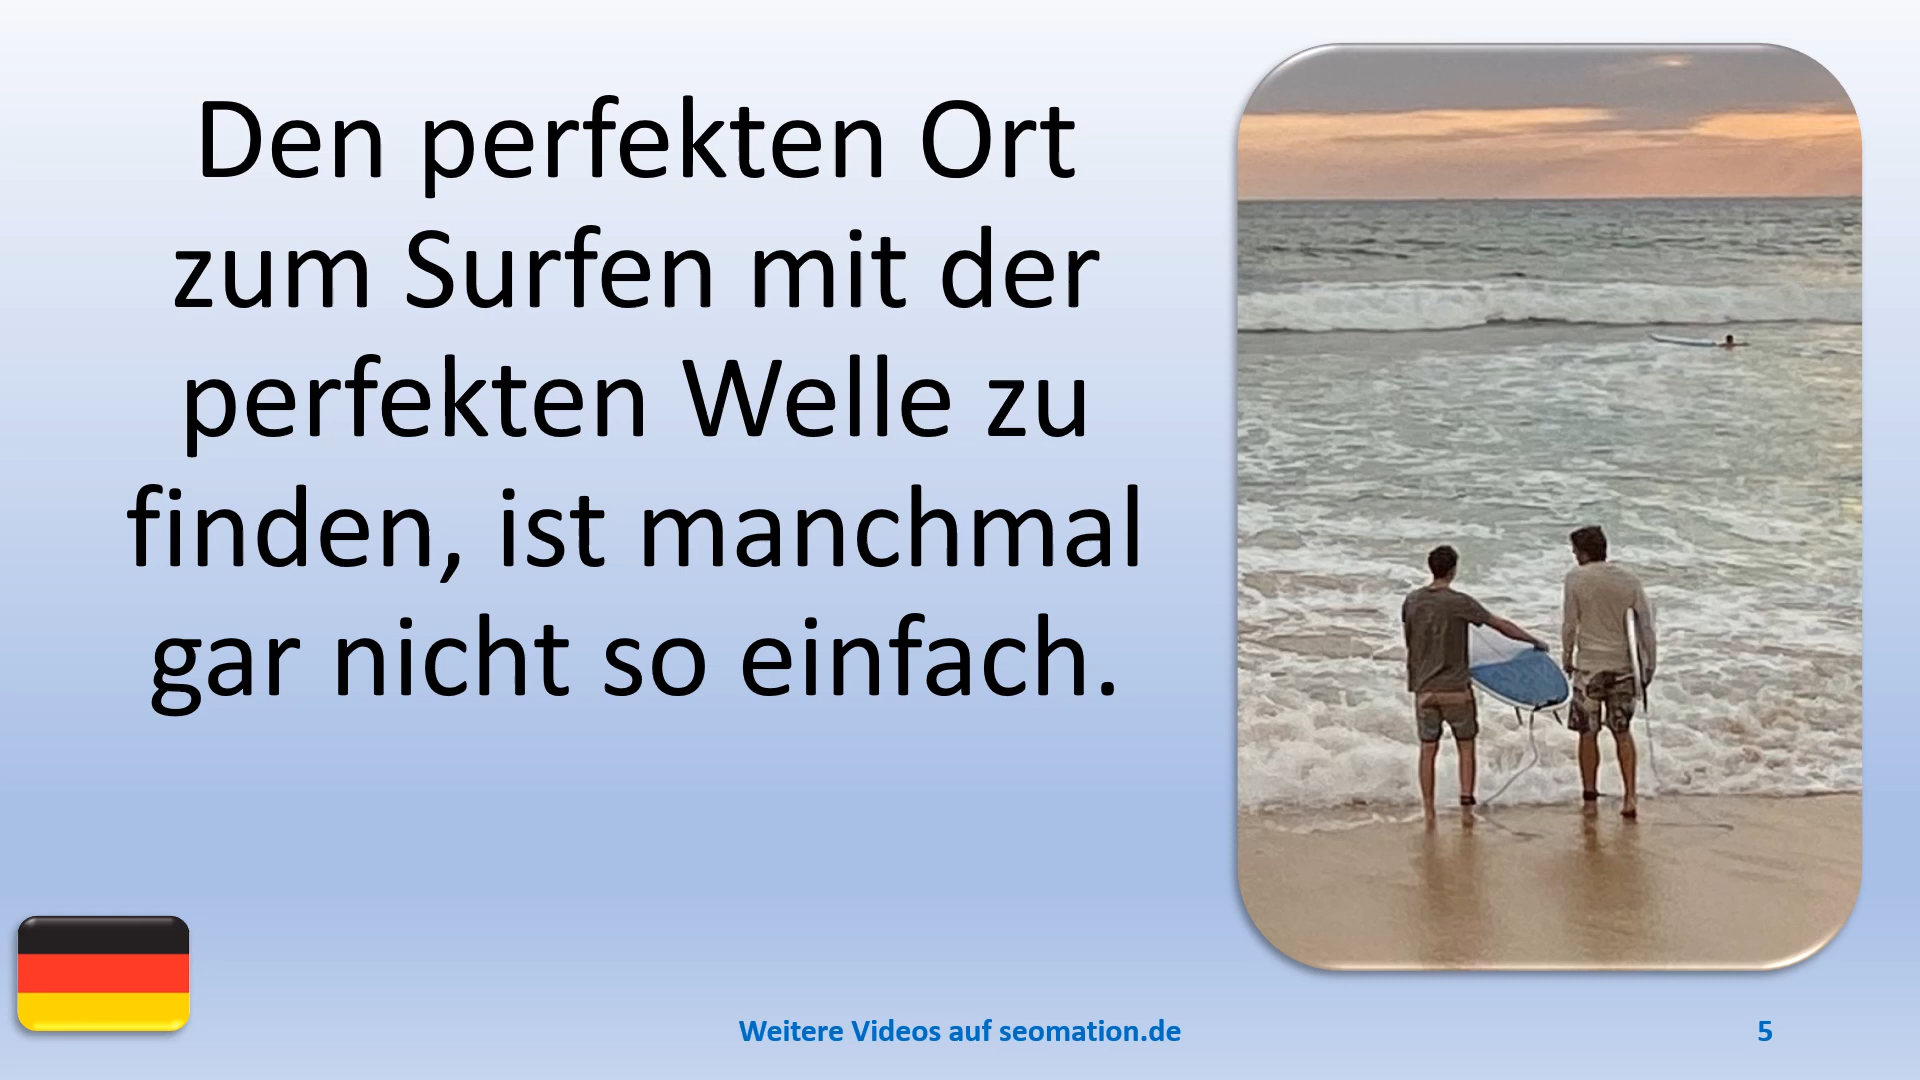 Den perfekten Ort
zum Surfen mit der
perfekten Welle zu
finden, ist manchmal
gar nicht so einfach.
Weitere Videos auf seomation.de
5